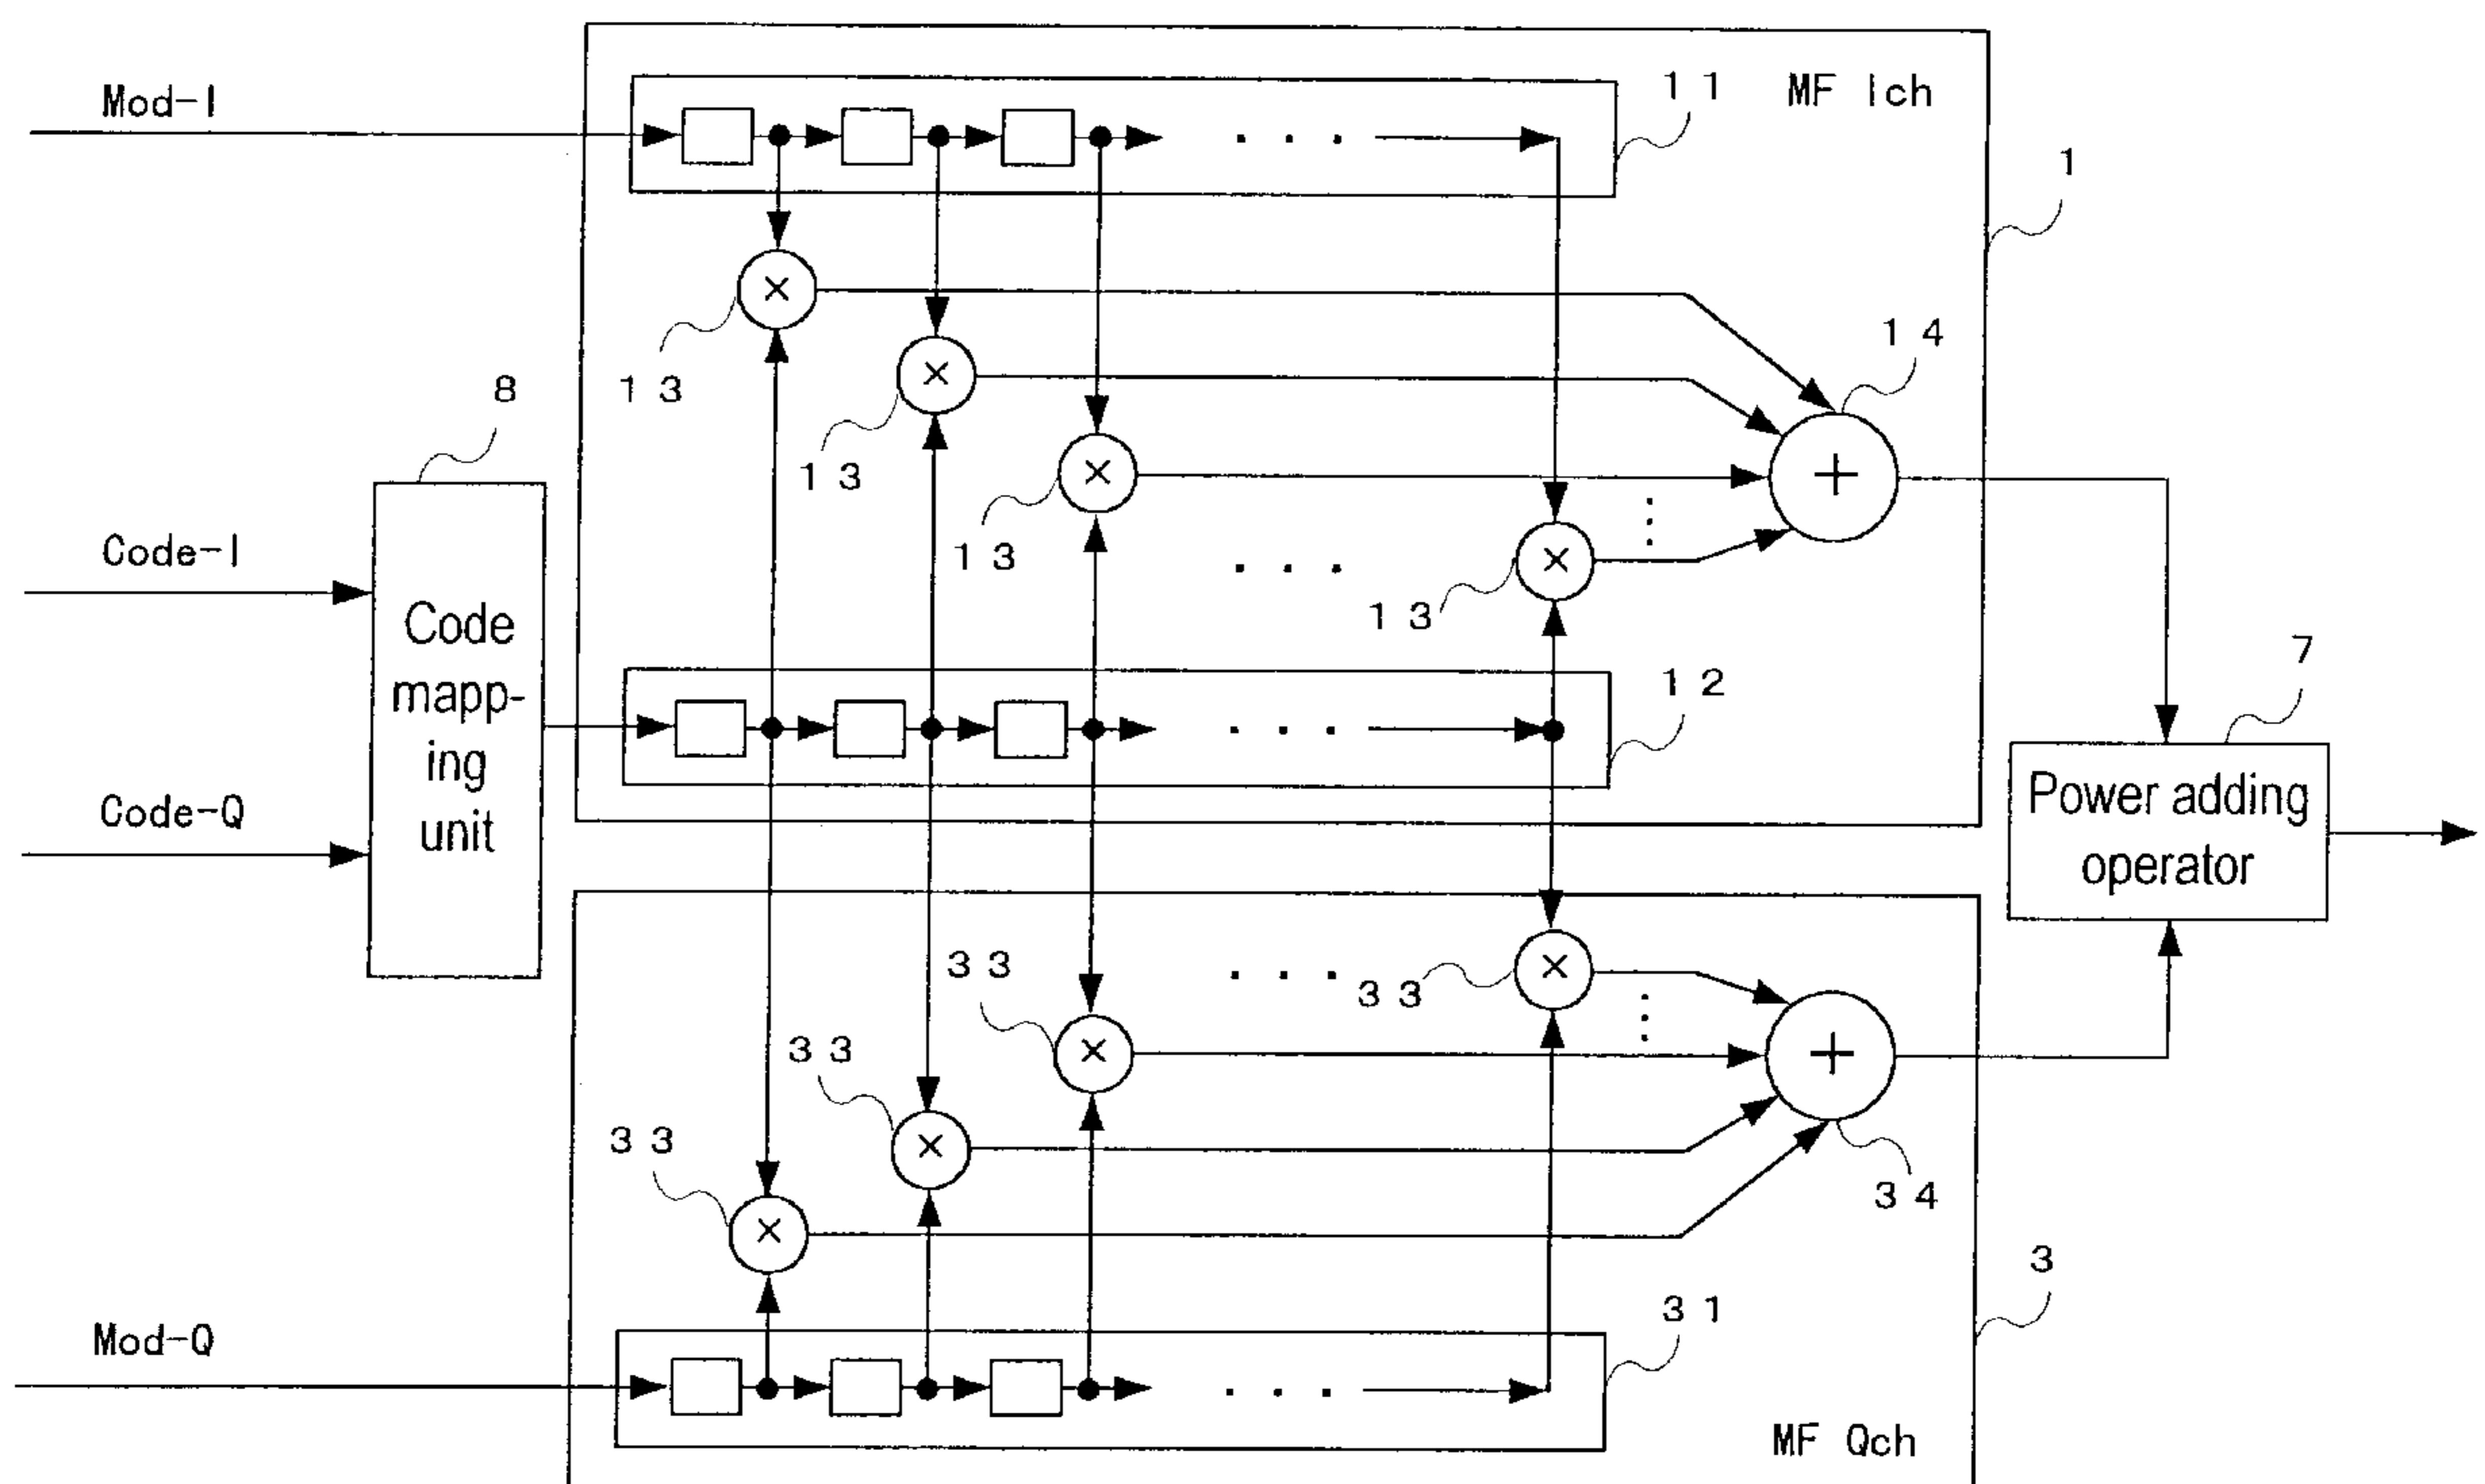 Mod-I
11
MF Ich
1
13
14
8
13
13
Code-I
13
Code
mapp-
ing
unit
12
7
Code-Q
Power adding
operator
33
33
33
33
34
3
31
Mod-Q
MF Qch